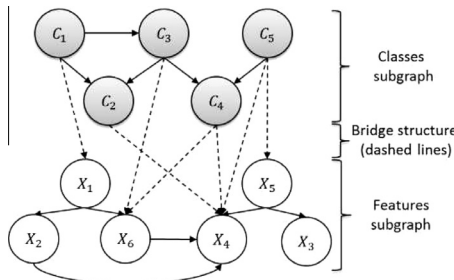 C1 C3 C5
C2 C4
Classes
subgraph
Bridge structure
(dashed lines)
X1 X5
X2 X6 X4 X3
Features
subgraph